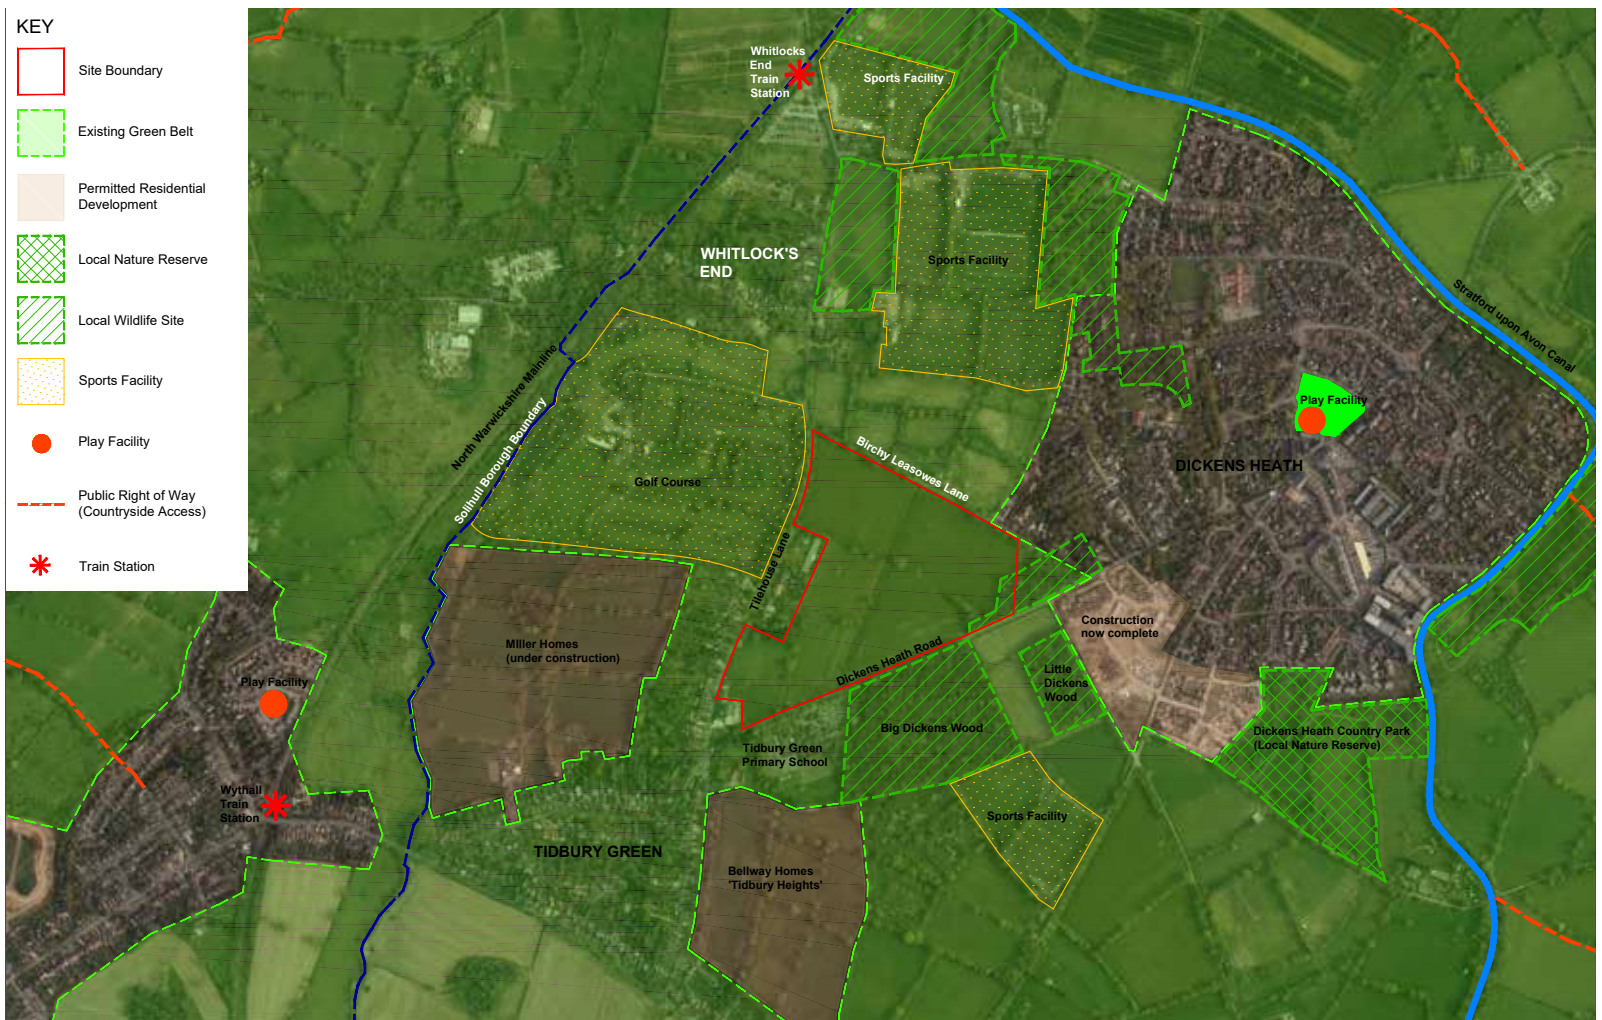 KEY
Site Boundary
Existing Green Belt
Permitted Residential
Development
Local Nature Reserve
Local Wildlife Site
Sports Facility
Play Facility
Public Right of Way
(Countryside Access)
Train Station
Whitlocks
End
Train
Station
Sports Facility
WHITLOCK'S
END
Sports Facility
Stratford upon Avon Canal
North Warwickshire Mainline
Solihull Borough Boundary
Golf Course
Birchy Leasowes Lane
Play Facility
DICKENS HEATH
Tilehouse Lane
Miller Homes
(under construction)
Construction
now complete
Dickens Heath Road
Little
Dickens
Wood
Play Facility
Big Dickens Wood
Dickens Heath Country Park
(Local Nature Reserve)
Tidbury Green
Primary School
Wythall
Train
Station
Sports Facility
TIDBURY GREEN
Bellway Homes
'Tidbury Heights'